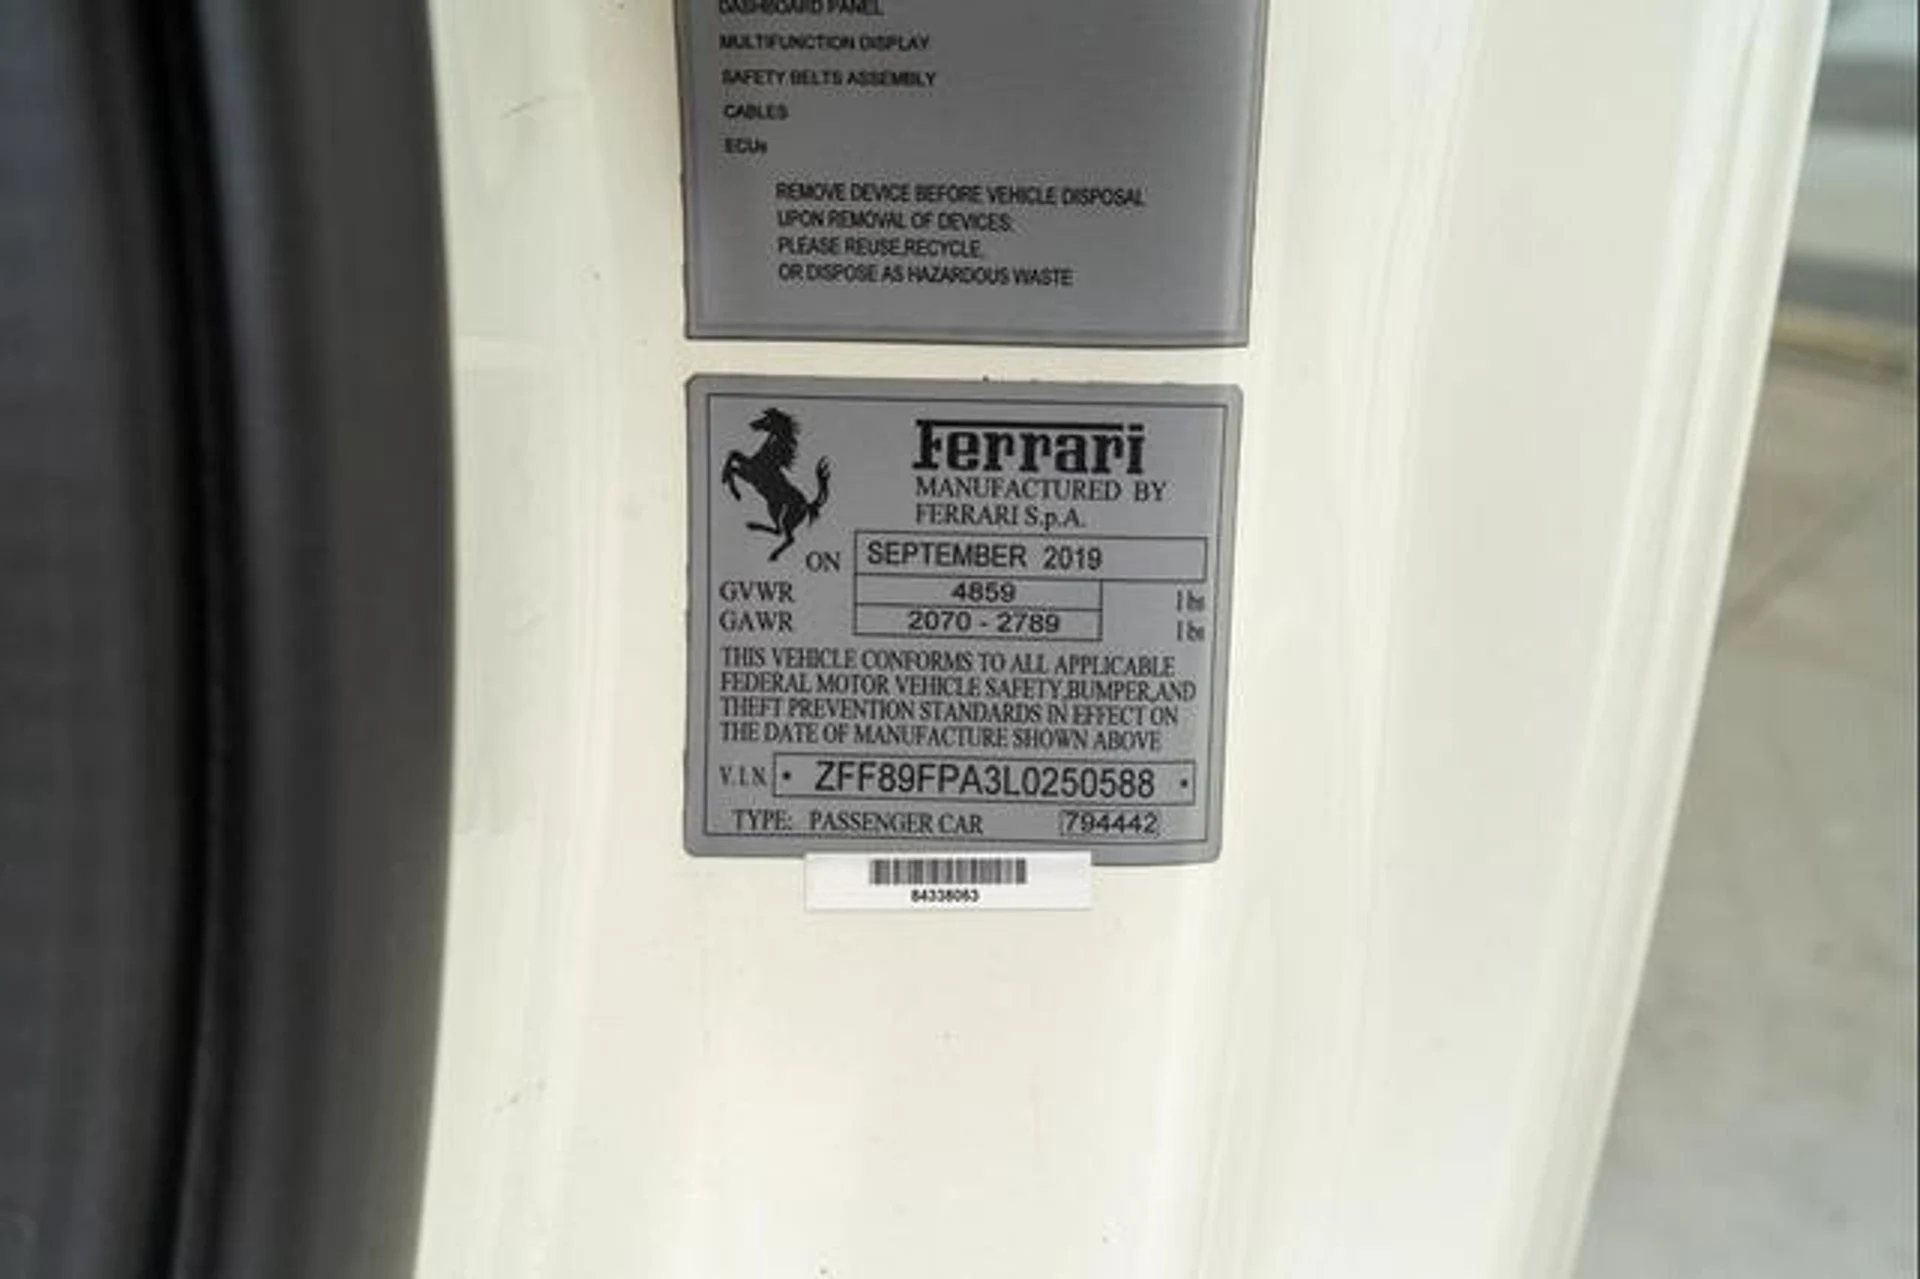 DASHBOARD PANEL
MULTIFUNCTION DISPLAY
SAFETY BELTS ASSEMBLY
CABLES
ECUs
REMOVE DEVICE BEFORE VEHICLE DISPOSAL
UPON REMOVAL OF DEVICES:
PLEASE REUSE,RECYCLE,
OR DISPOSE AS HAZARDOUS WASTE
Ferrari
MANUFACTURED BY
FERRARI S.p.A.
ON SEPTEMBER 2019
GVWR 4859 lbs
GAWR 2070 - 2789 lbs
THIS VEHICLE CONFORMS TO ALL APPLICABLE
FEDERAL MOTOR VEHICLE SAFETY,BUMPER,AND
THEFT PREVENTION STANDARDS IN EFFECT ON
THE DATE OF MANUFACTURE SHOWN ABOVE
V.I.N. • ZFF89FPA3L0250588 •
TYPE: PASSENGER CAR 794442
84338063